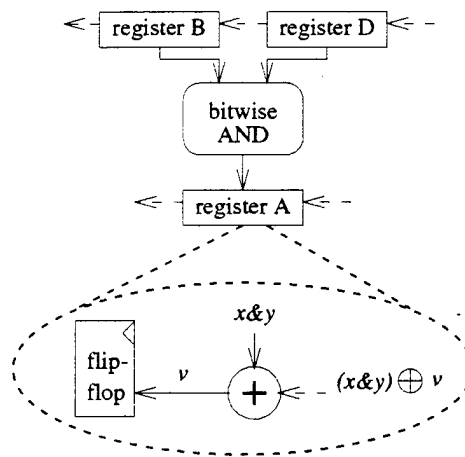 register B
register D
bitwise
AND
register A
x&y
flip-
flop
v
+
(x&y) ⊕ v